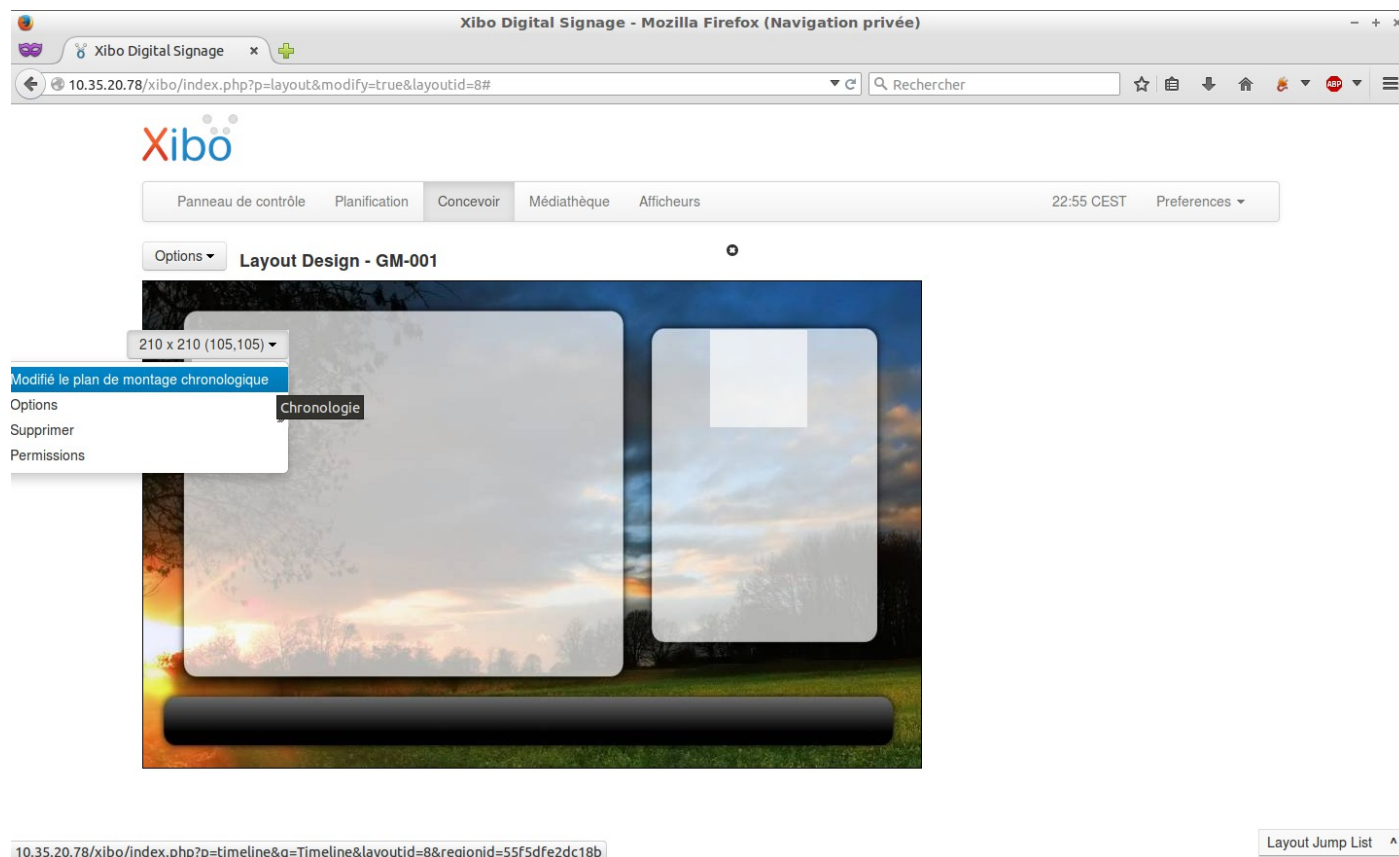 Xibo Digital Signage - Mozilla Firefox (Navigation privée)
Xibo Digital Signage
10.35.20.78/xibo/index.php?p=layout&modify=true&layoutid=8#
Rechercher
ABP
Xibo
Panneau de contrôle Planification Concevoir Médiathèque Afficheurs 22:55 CEST Preferences
Options
Layout Design - GM-001
210 x 210 (105,105)
Modifié le plan de montage chronologique
Options
Chronologie
Supprimer
Permissions
Layout Jump List
10.35.20.78/xibo/index.php?p=timeline&q=Timeline&layoutid=8&regionid=55f5dfe2dc18b